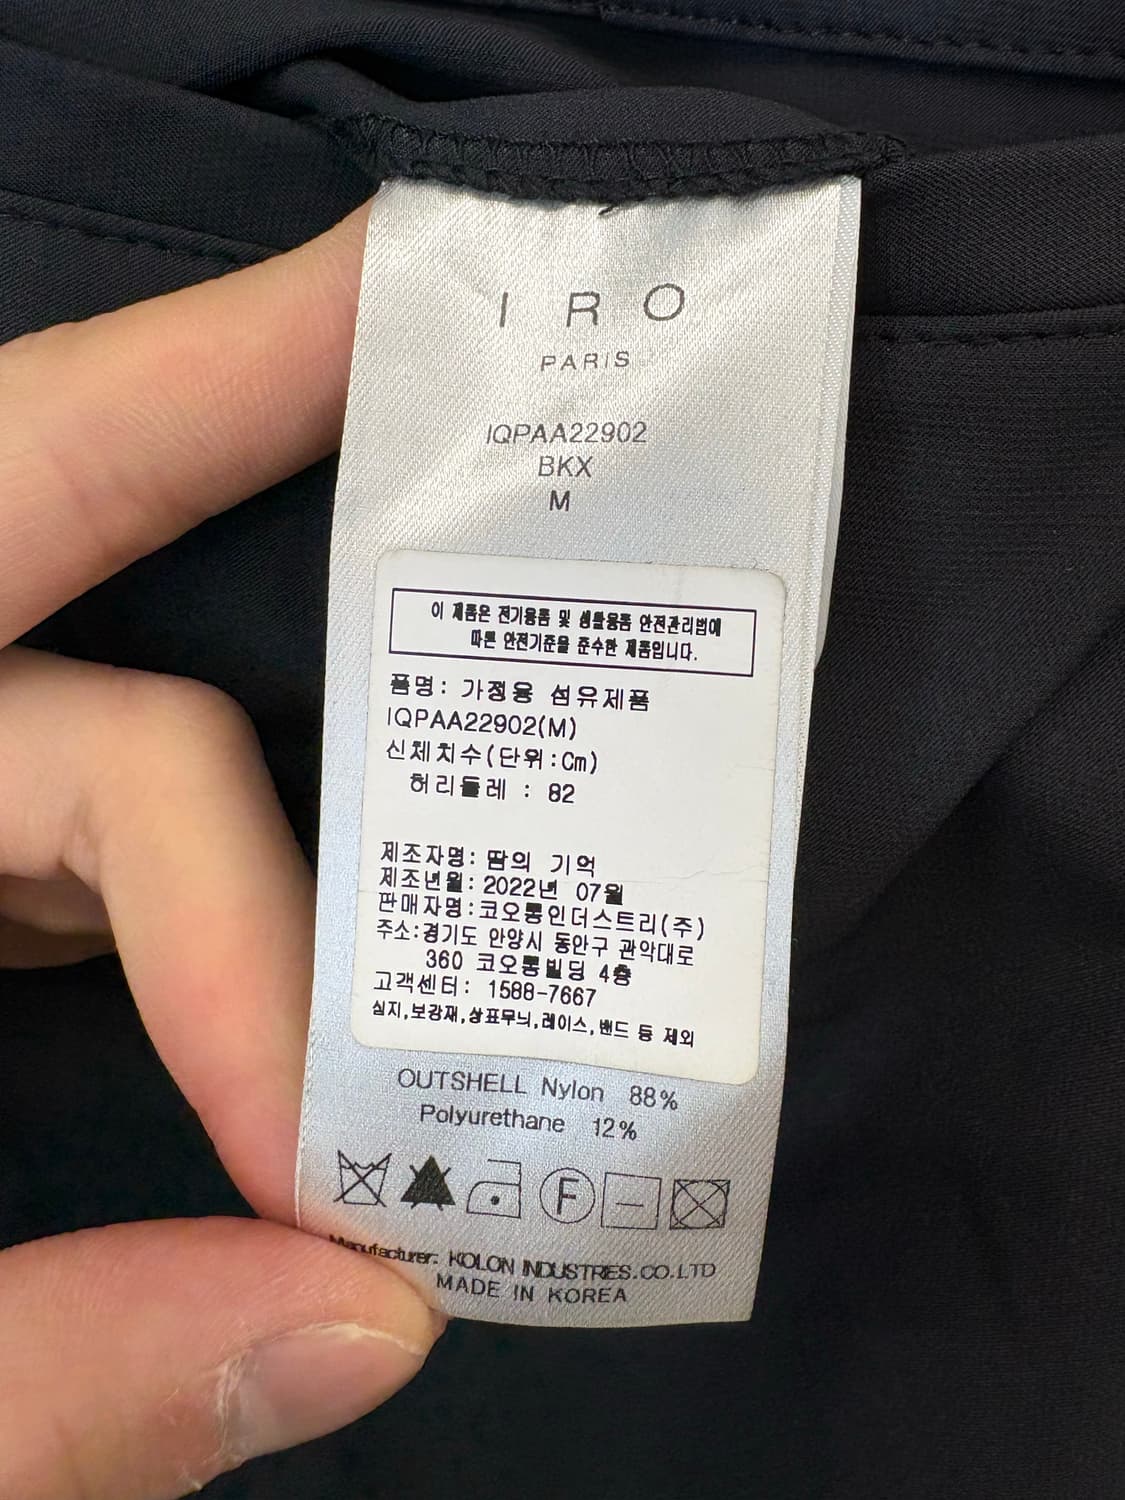 I R O
PARIS
IQPAA22902
BKX
M
이 제품은 전기용품 및 생활용품 안전관리법에
따른 안전기준을 준수한 제품입니다.
품명: 가정용 섬유제품
IQPAA22902(M)
신체치수(단위:Cm)
허리둘레 : 82
제조자명: 땀의 기억
제조년월: 2022년 07월
판매자명:코오롱인더스트리(주)
주소:경기도 안양시 동안구 관악대로
360 코오롱빌딩 4층
고객센터: 1588-7667
심지,보강재,상표무늬,레이스,밴드 등 제외
OUTSHELL Nylon 88%
Polyurethane 12%
F
Manufacturer: KOLON INDUSTRIES.CO.LTD
MADE IN KOREA